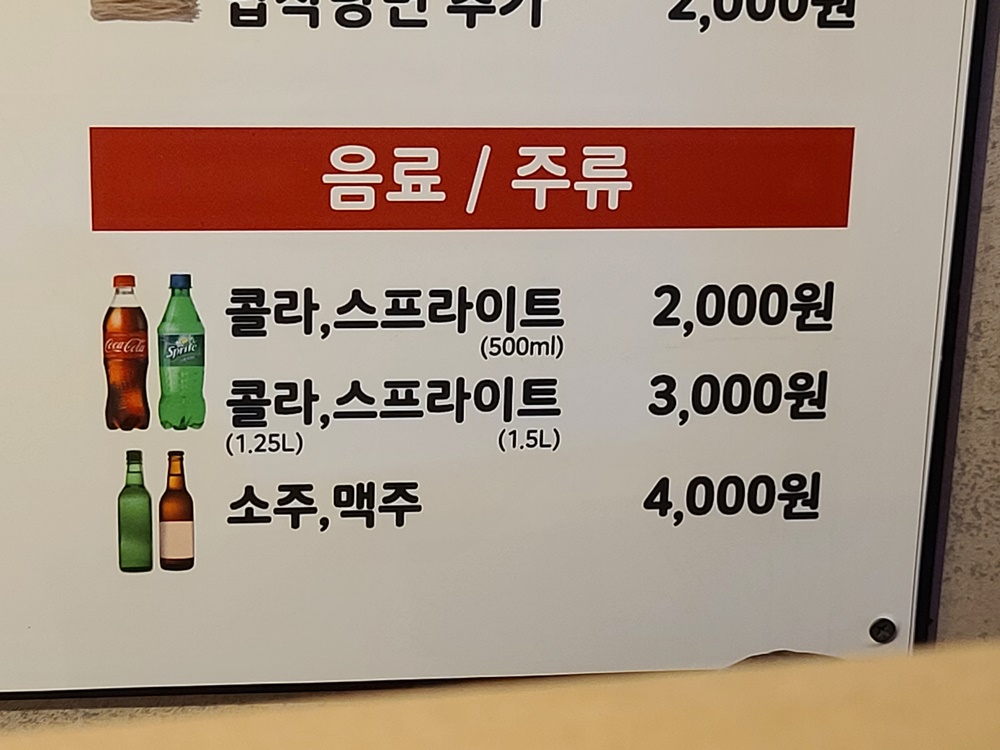 추가 2,000원
음료 / 주류
Coca-Cola Sprite 콜라,스프라이트 2,000원
(500ml)
콜라,스프라이트 3,000원
(1.25L) (1.5L)
소주,맥주 4,000원